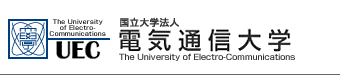 The University
of Electro-
Communications
UEC
国立大学法人
電気通信大学
The University of Electro-Communications